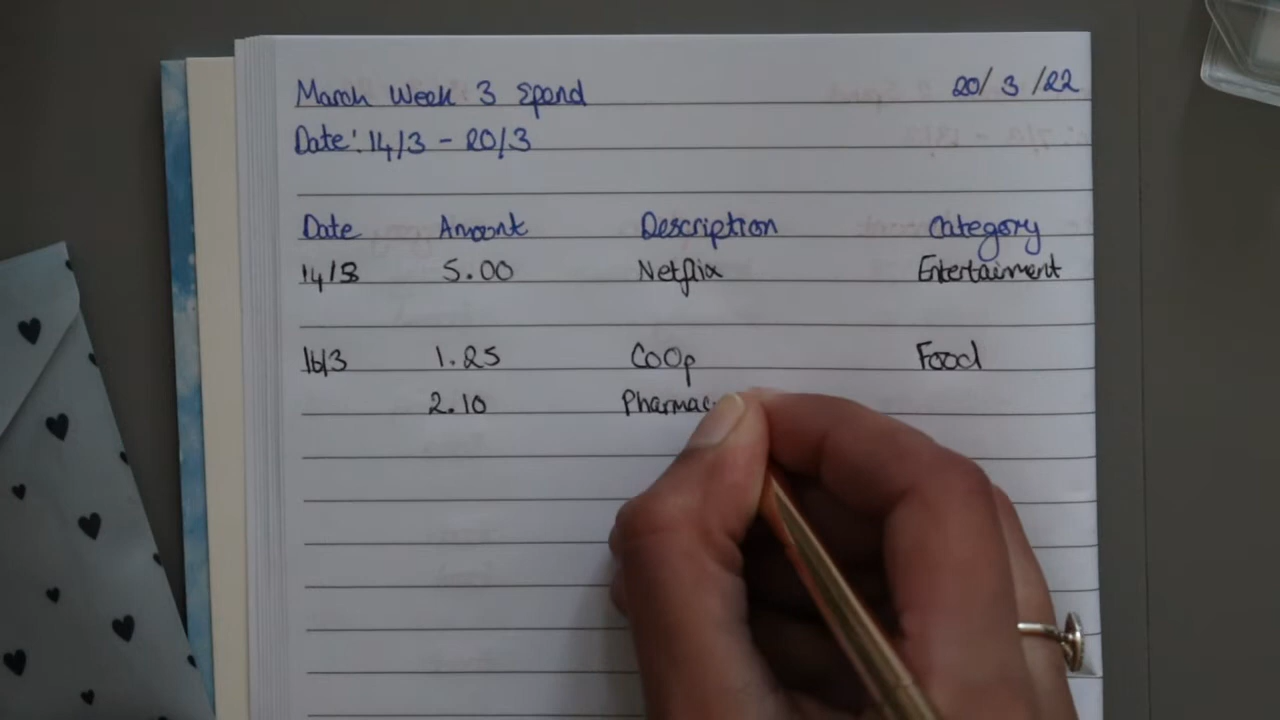 March Week 3 Spend 20/3/22
Date: 14/3 - 20/3
Date Amount Description Category
14/3 5.00 Netflix Entertainment
16/3 1.25 CoOp Food
2.10 Pharmac